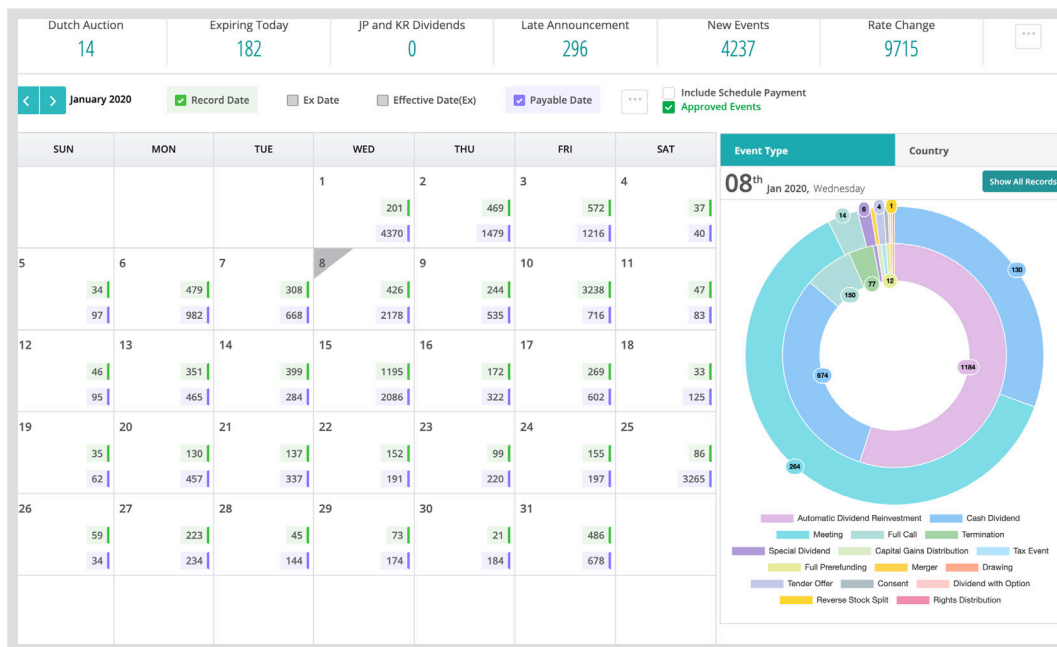 Dutch Auction Expiring Today JP and KR Dividends Late Announcement New Events Rate Change
14 182 0 296 4237 9715
January 2020 Record Date Ex Date Effective Date(Ex) Payable Date Include Schedule Payment
Approved Events
SUN MON TUE WED THU FRI SAT
1 2 3 4
201 469 572 37
4370 1479 1216 40
5 6 7 8 9 10 11
34 479 308 426 244 3238 47
97 982 668 2178 535 716 83
12 13 14 15 16 17 18
46 351 399 1195 172 269 33
95 465 284 2086 322 602 125
19 20 21 22 23 24 25
35 130 137 152 99 155 86
62 457 337 191 220 197 3265
26 27 28 29 30 31
59 223 45 73 21 486
34 234 144 174 184 678
Event Type Country
08th Jan 2020, Wednesday Show All Records
14 6 4 1
130
150 77 12
674 1184
264
Automatic Dividend Reinvestment Cash Dividend
Meeting Full Call Termination
Special Dividend Capital Gains Distribution Tax Event
Full Prerefunding Merger Drawing
Tender Offer Consent Dividend with Option
Reverse Stock Split Rights Distribution